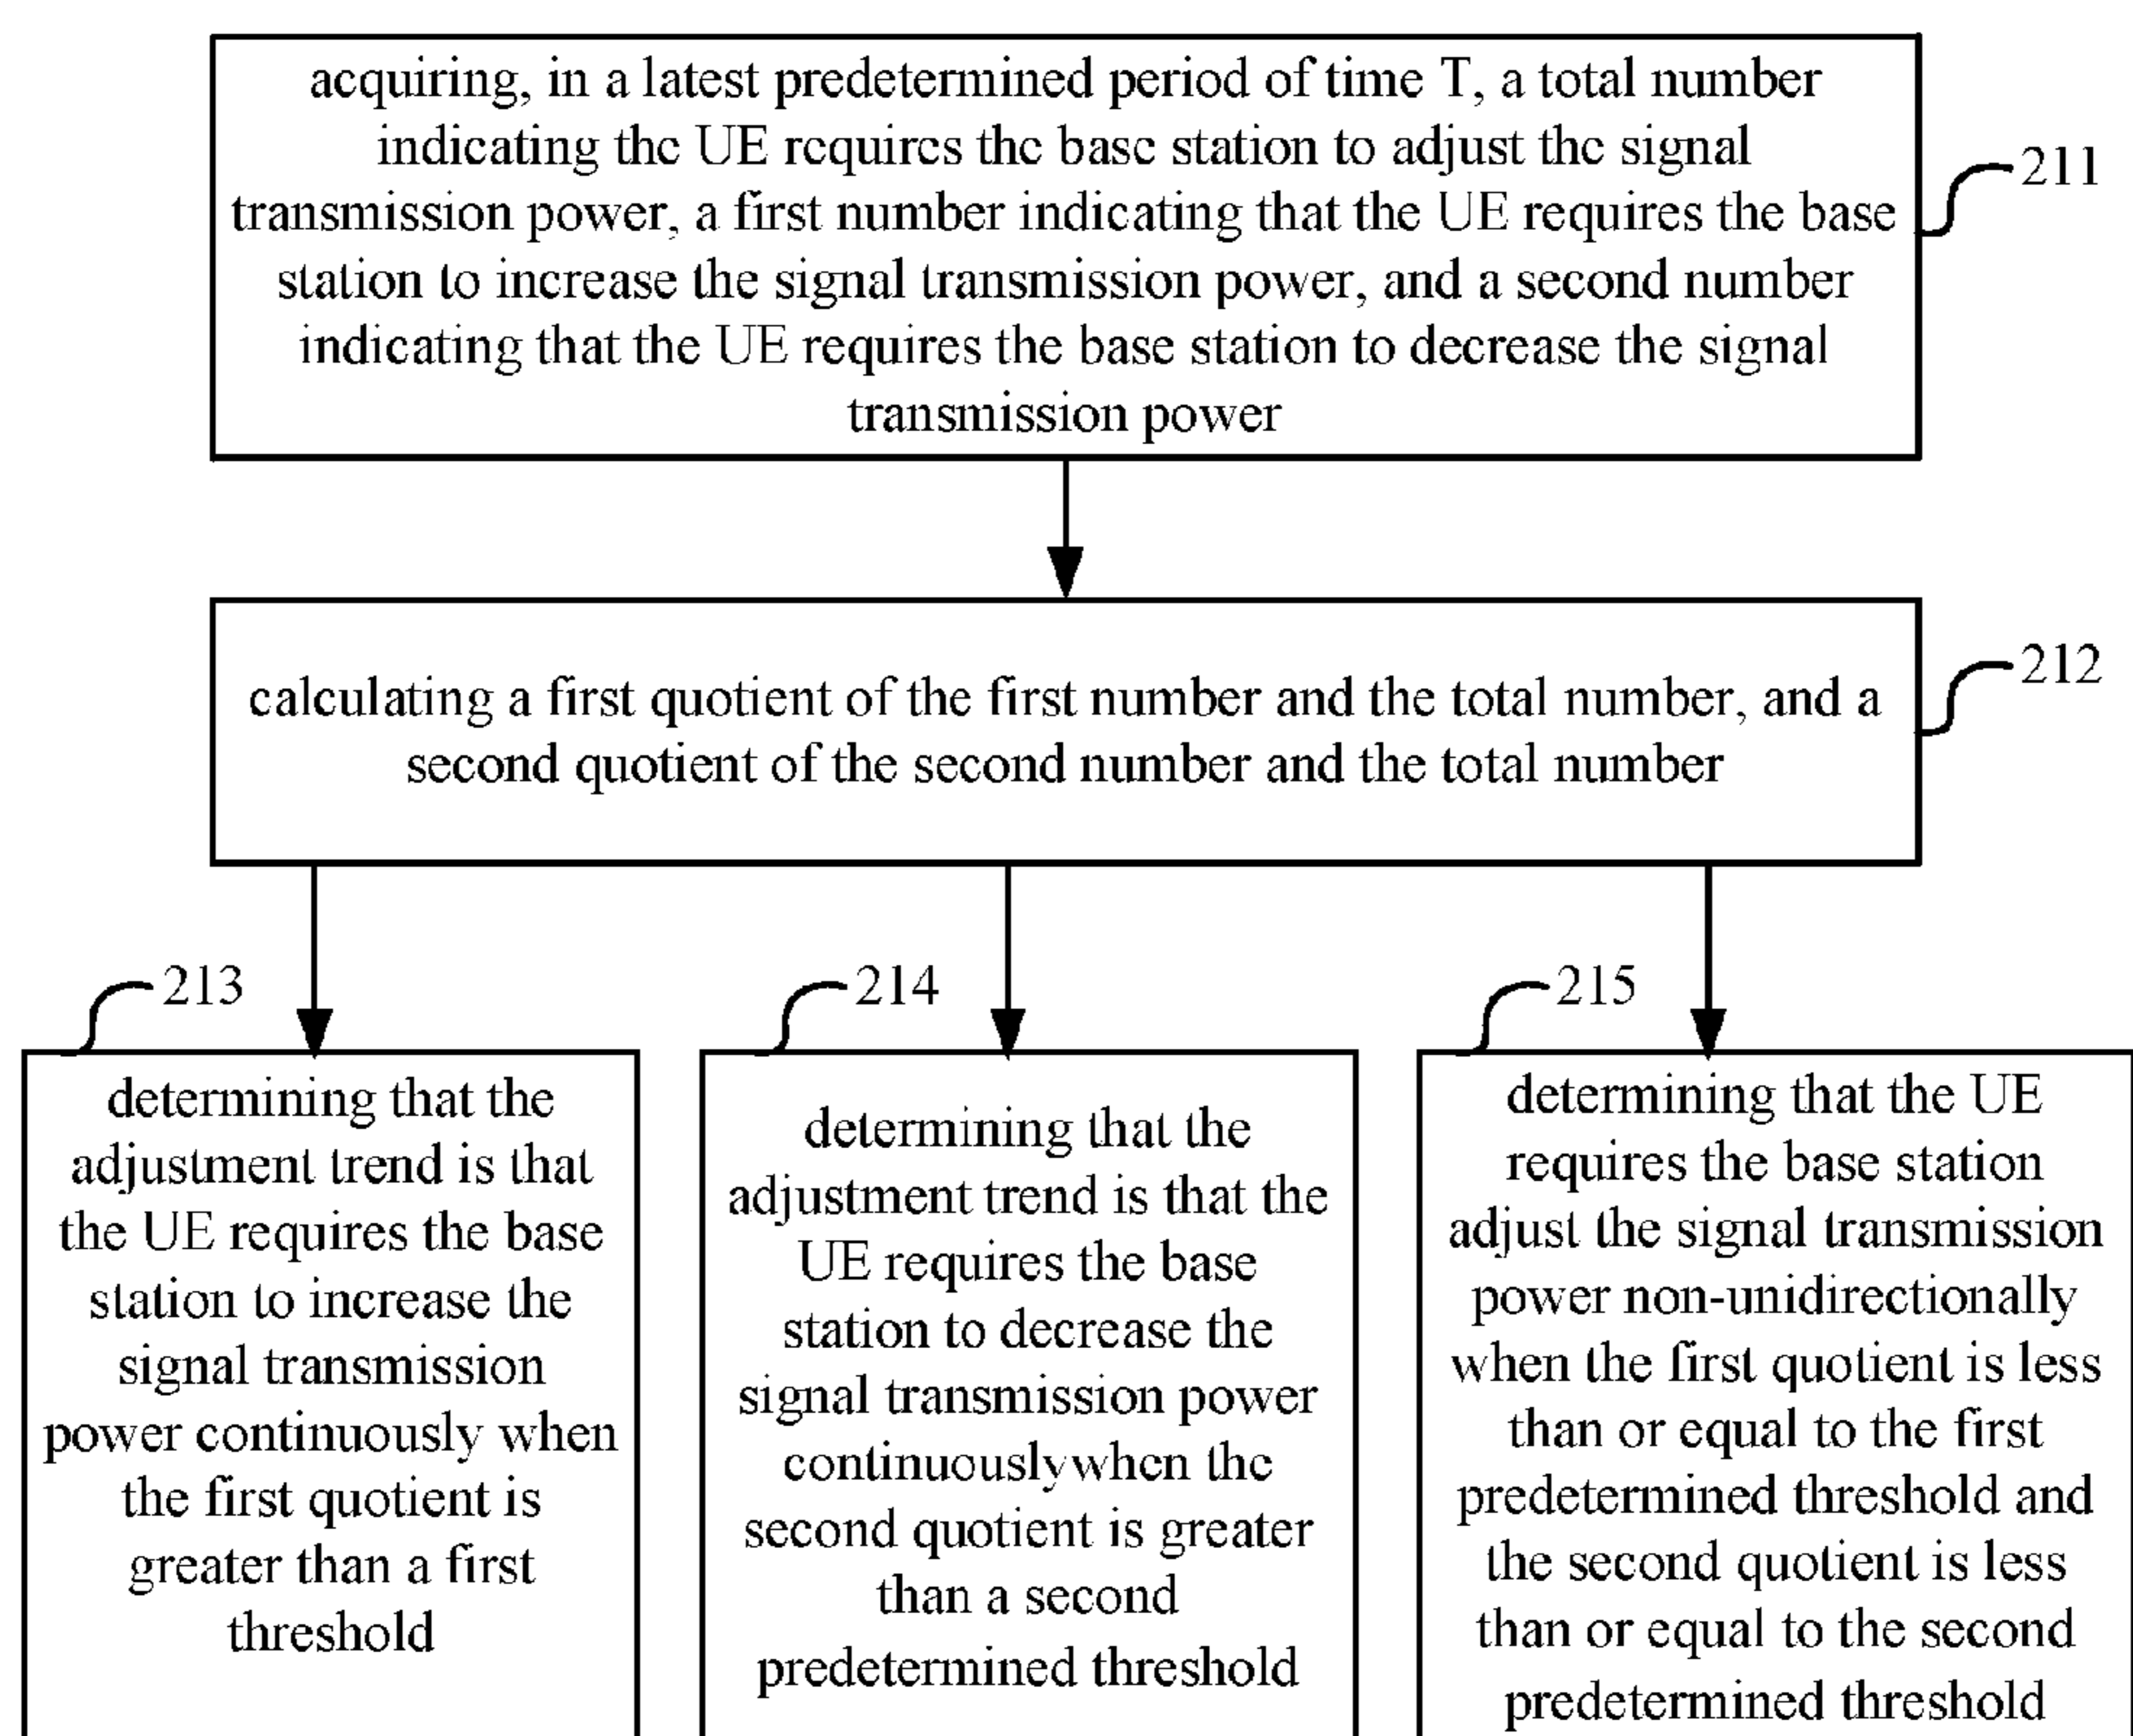 acquiring, in a latest predetermined period of time T, a total number
indicating the UE requires the base station to adjust the signal
transmission power, a first number indicating that the UE requires the base
station to increase the signal transmission power, and a second number
indicating that the UE requires the base station to decrease the signal
transmission power
211
calculating a first quotient of the first number and the total number, and a
second quotient of the second number and the total number
212
213
determining that the
adjustment trend is that
the UE requires the base
station to increase the
signal transmission
power continuously when
the first quotient is
greater than a first
threshold
214
determining that the
adjustment trend is that the
UE requires the base
station to decrease the
signal transmission power
continuouslywhen the
second quotient is greater
than a second
predetermined threshold
215
determining that the UE
requires the base station
adjust the signal transmission
power non-unidirectionally
when the first quotient is less
than or equal to the first
predetermined threshold and
the second quotient is less
than or equal to the second
predetermined threshold